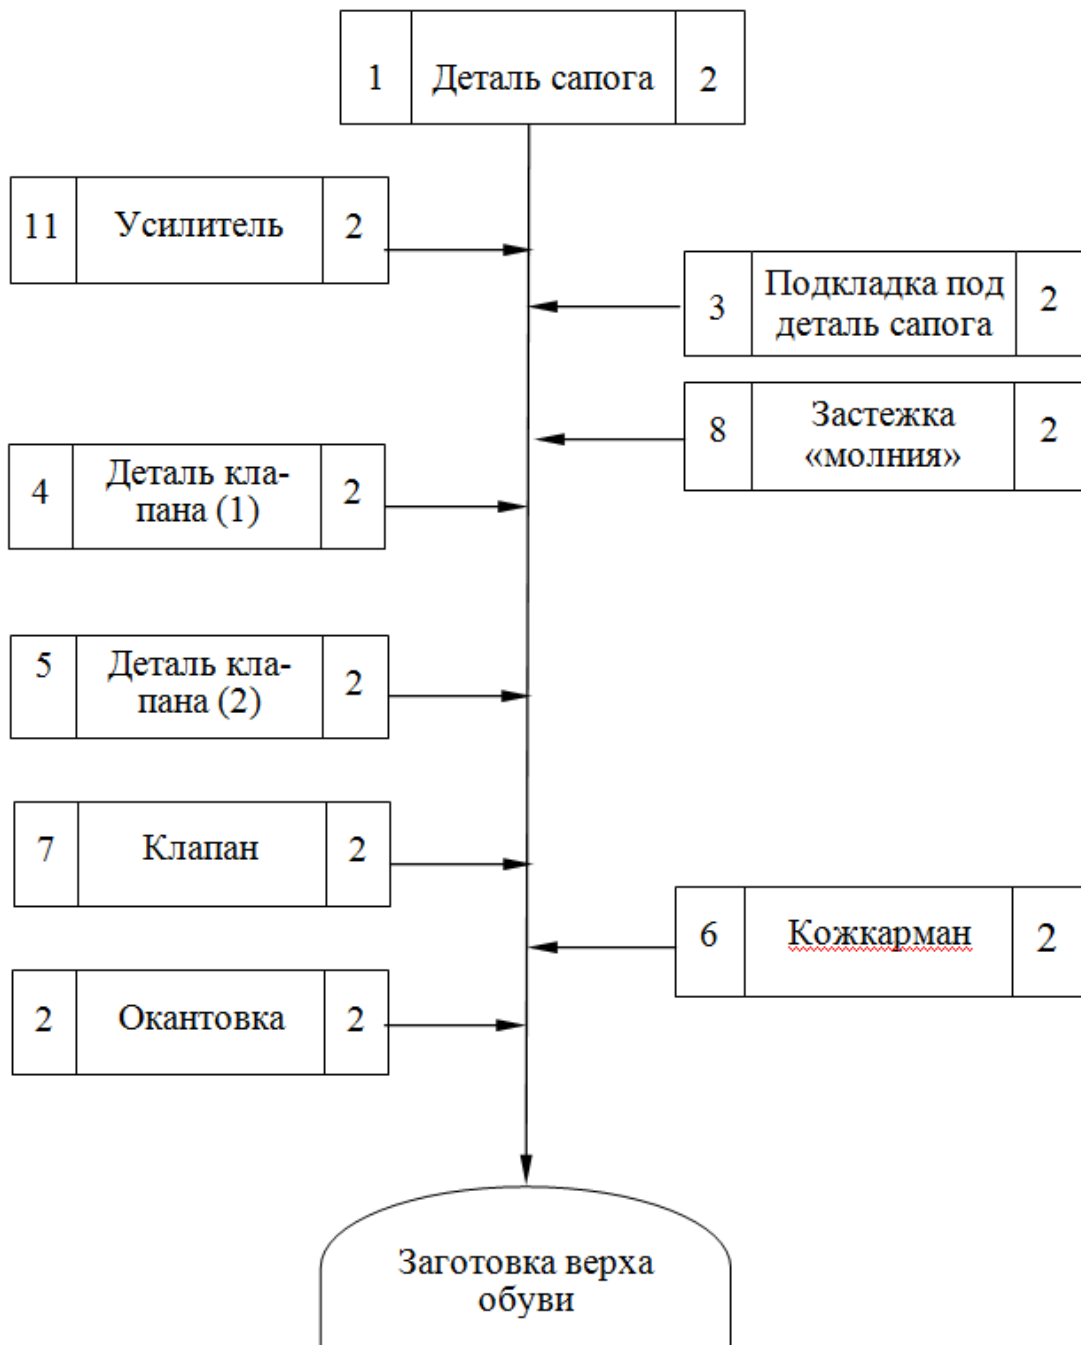 1 Деталь сапога 2
11 Усилитель 2
3 Подкладка под
деталь сапога 2
8 Застежка
«молния» 2
4 Деталь кла-
пана (1) 2
5 Деталь кла-
пана (2) 2
7 Клапан 2
6 Кожкарман 2
2 Окантовка 2
Заготовка верха
обуви